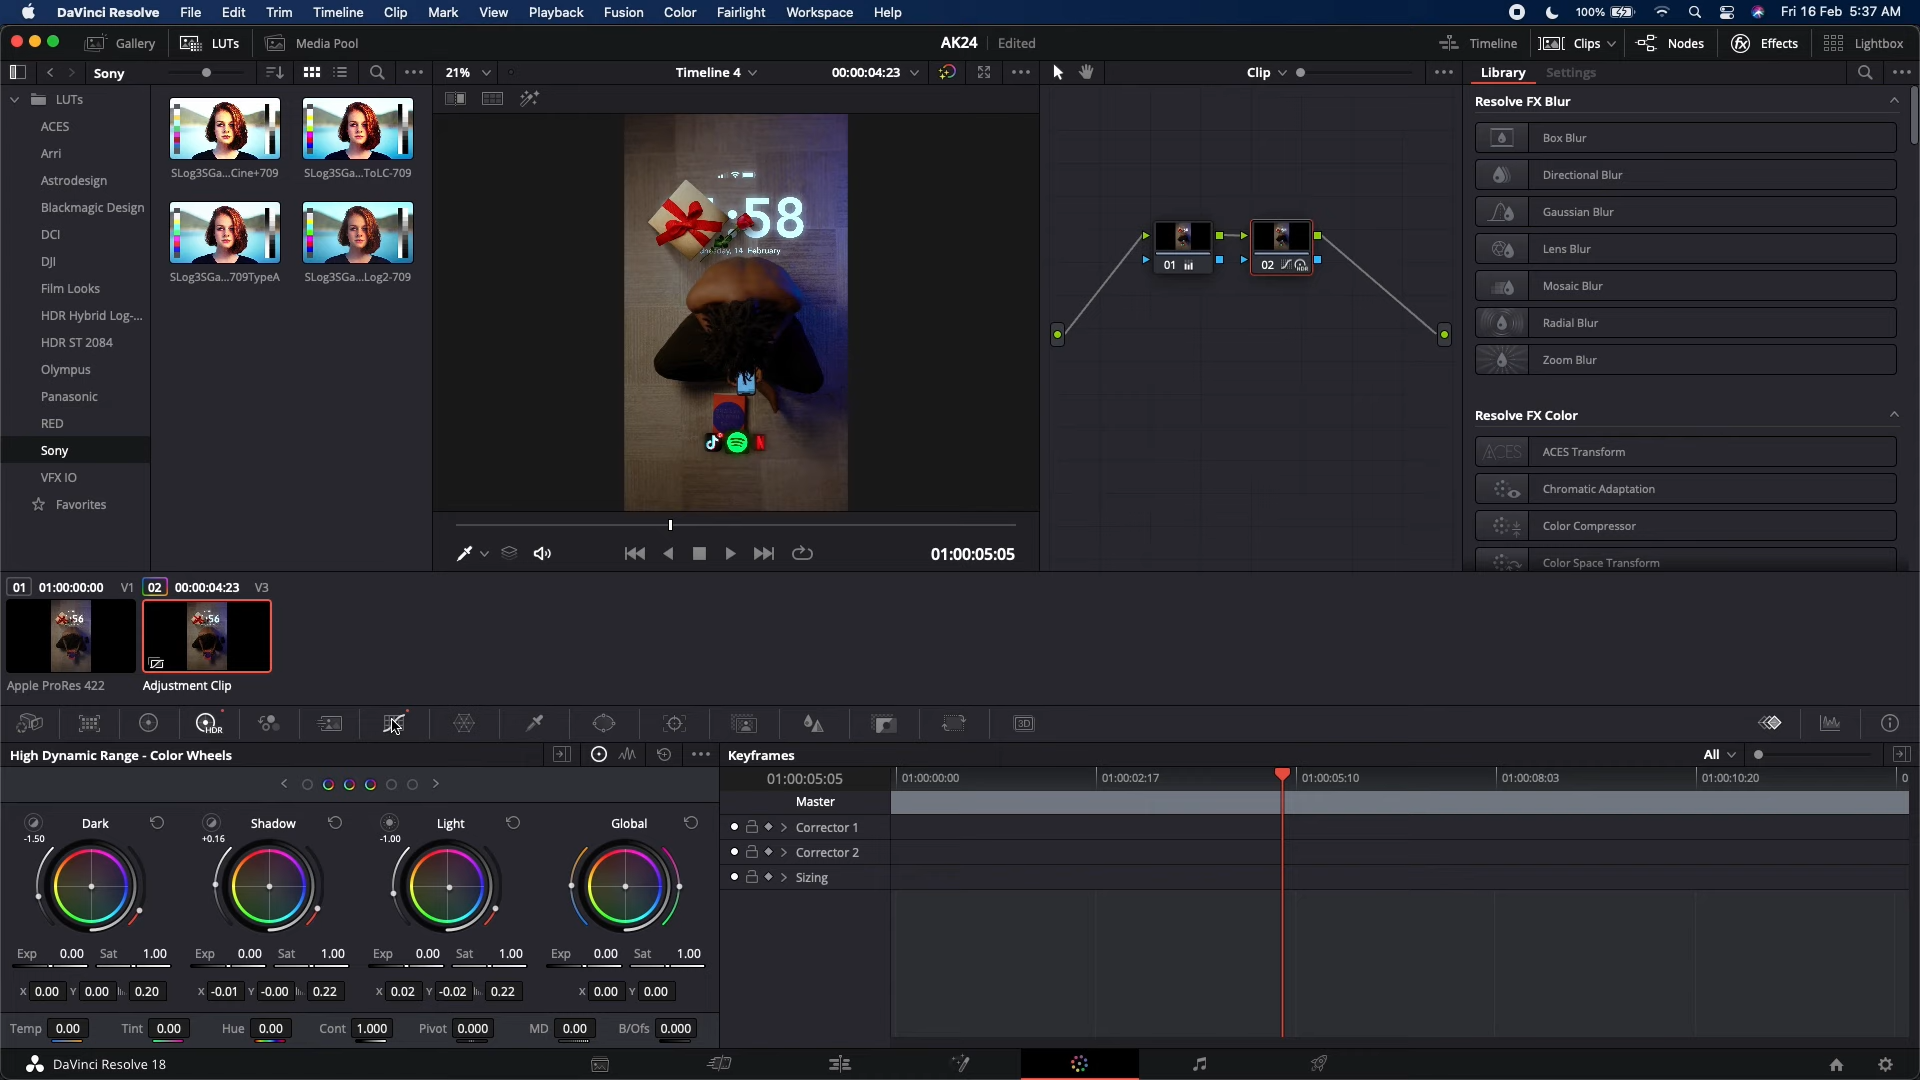 DaVinci Resolve File Edit Trim Timeline Clip Mark View Playback Fusion Color Fairlight Workspace Help 100% Fri 16 Feb 5:37 AM
Gallery LUTs Media Pool AK24 Edited Timeline Clips Nodes Effects Lightbox
Sony 21% Timeline 4 00:00:04:23 Clip Library Settings
LUTs
ACES
Arri
Astrodesign
Blackmagic Design
DCI
DJI
Film Looks
HDR Hybrid Log-...
HDR ST 2084
Olympus
Panasonic
RED
Sony
VFX IO
Favorites
SLog3SGa...Cine+709 SLog3SGa...ToLC-709
SLog3SGa...709TypeA SLog3SGa...Log2-709
:58
14 February
01:00:05:05
01 02
HDR
Resolve FX Blur
Box Blur
Directional Blur
Gaussian Blur
Lens Blur
Mosaic Blur
Radial Blur
Zoom Blur
Resolve FX Color
ACES ACES Transform
Chromatic Adaptation
Color Compressor
Color Space Transform
01 01:00:00:00 V1 02 00:00:04:23 V3
:56 :56
Apple ProRes 422 Adjustment Clip
HDR 3D
High Dynamic Range - Color Wheels
Dark Shadow Light Global
-1.50 +0.16 -1.00
Exp 0.00 Sat 1.00 Exp 0.00 Sat 1.00 Exp 0.00 Sat 1.00 Exp 0.00 Sat 1.00
X 0.00 Y 0.00 0.20 X -0.01 Y -0.00 0.22 X 0.02 Y -0.02 0.22 X 0.00 Y 0.00
Temp 0.00 Tint 0.00 Hue 0.00 Cont 1.000 Pivot 0.000 MD 0.00 B/Ofs 0.000
Keyframes All
01:00:05:05 01:00:00:00 01:00:02:17 01:00:05:10 01:00:08:03 01:00:10:20 0
Master
Corrector 1
Corrector 2
Sizing
DaVinci Resolve 18